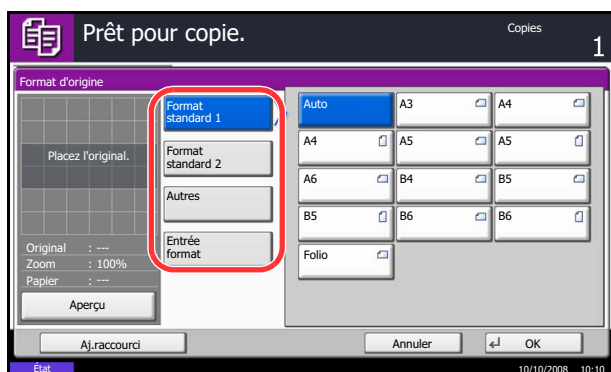 Prêt pour copie.
Copies
1
Format d'origine
Placez l'original.
Original : ---
Zoom : 100%
Papier : ---
Aperçu
Format
standard 1
Format
standard 2
Autres
Entrée
format
Auto
A3
A4
A4
A5
A5
A6
B4
B5
B5
B6
B6
Folio
Aj.raccourci
Annuler
OK
État
10/10/2008 10:10